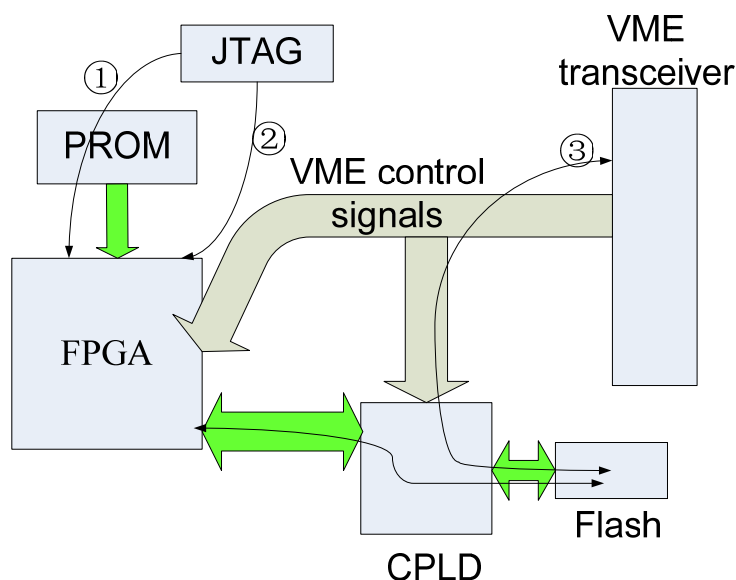 VME
transceiver
JTAG
①
PROM
②
③
VME control
signals
FPGA
Flash
CPLD